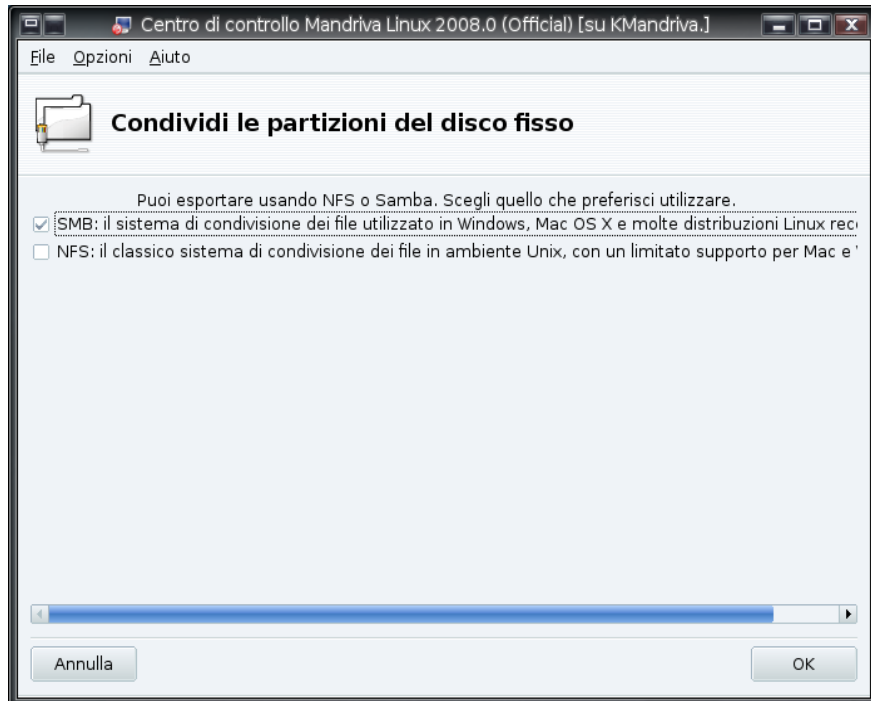 Centro di controllo Mandriva Linux 2008.0 (Official) [su KMandriva.]
File Opzioni Aiuto
Condividi le partizioni del disco fisso
Puoi esportare usando NFS o Samba. Scegli quello che preferisci utilizzare.
SMB: il sistema di condivisione dei file utilizzato in Windows, Mac OS X e molte distribuzioni Linux
NFS: il classico sistema di condivisione dei file in ambiente Unix, con un limitato supporto per Mac e
Annulla OK